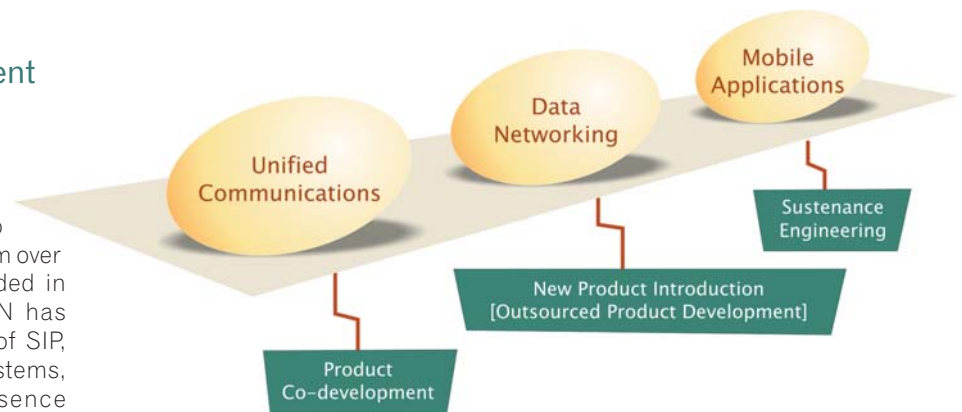 ent
m over
ded in
N has
of SIP,
stems,
sence
Unified
Communications
Data
Networking
Mobile
Applications
Product
Co-development
New Product Introduction
[Outsourced Product Development]
Sustenance
Engineering